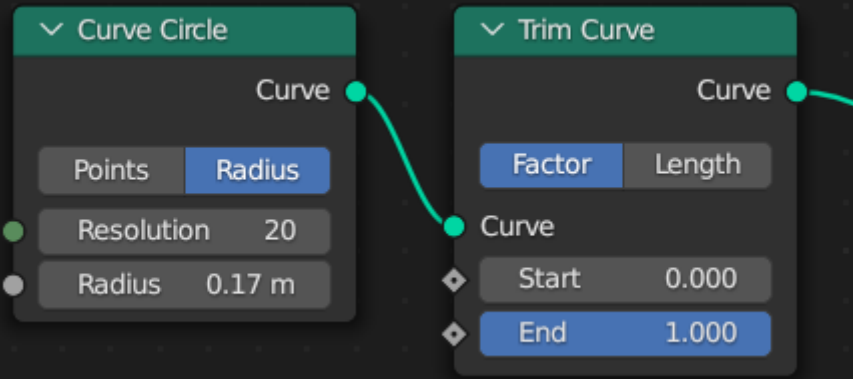 Curve Circle
Curve
Points Radius
Resolution 20
Radius 0.17 m
Trim Curve
Curve
Factor Length
Curve
Start 0.000
End 1.000